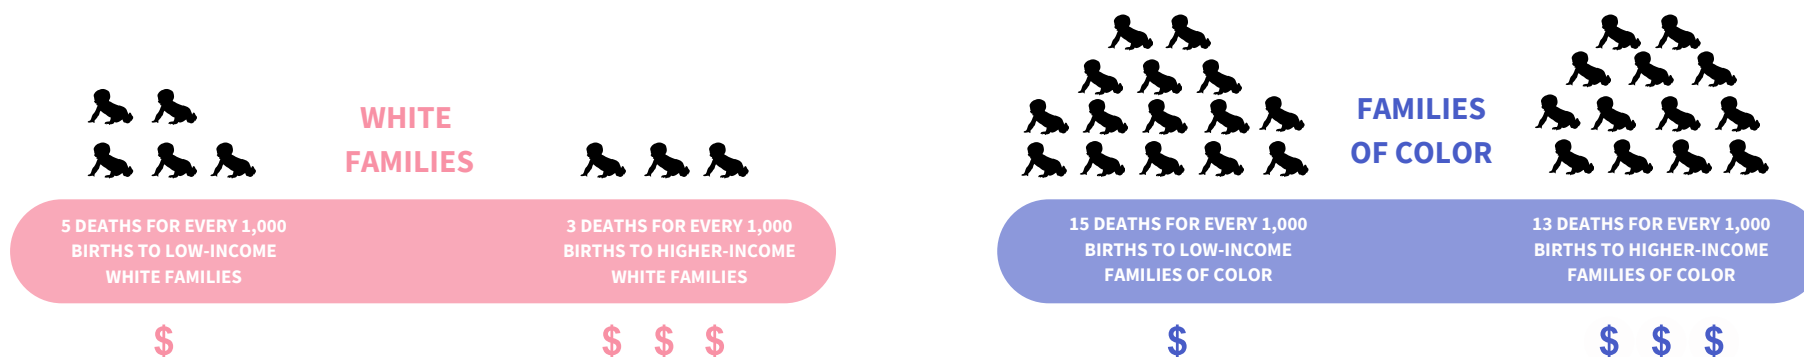 WHITE
FAMILIES
5 DEATHS FOR EVERY 1,000
BIRTHS TO LOW-INCOME
WHITE FAMILIES
3 DEATHS FOR EVERY 1,000
BIRTHS TO HIGHER-INCOME
WHITE FAMILIES
$
$ $ $
FAMILIES
OF COLOR
15 DEATHS FOR EVERY 1,000
BIRTHS TO LOW-INCOME
FAMILIES OF COLOR
13 DEATHS FOR EVERY 1,000
BIRTHS TO HIGHER-INCOME
FAMILIES OF COLOR
$
$ $ $